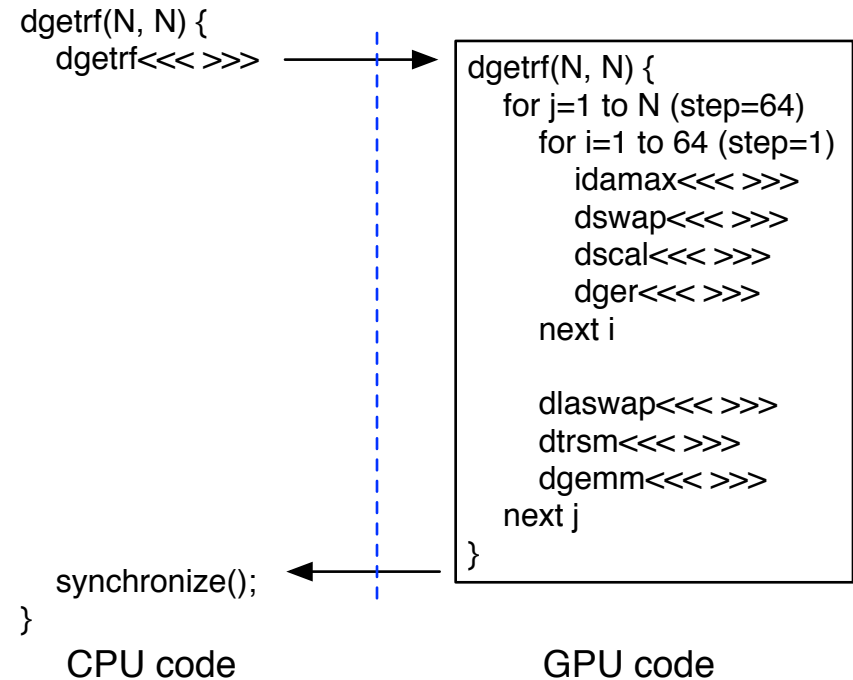 dgetrf(N, N) {
dgetrf<<< >>>
synchronize();
}
CPU code
dgetrf(N, N) {
for j=1 to N (step=64)
for i=1 to 64 (step=1)
idamax<<< >>>
dswap<<< >>>
dscal<<< >>>
dger<<< >>>
next i
dlaswap<<< >>>
dtrsm<<< >>>
dgemm<<< >>>
next j
}
GPU code